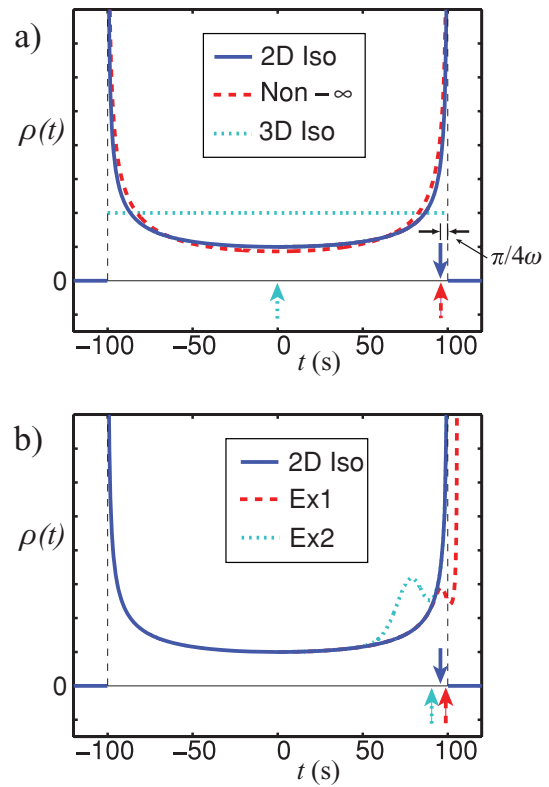 a)
2D Iso
Non – ∞
3D Iso
ρ(t)
π/4ω
0
−100 −50 0 50 100
t (s)
b)
2D Iso
Ex1
Ex2
ρ(t)
0
−100 −50 0 50 100
t (s)